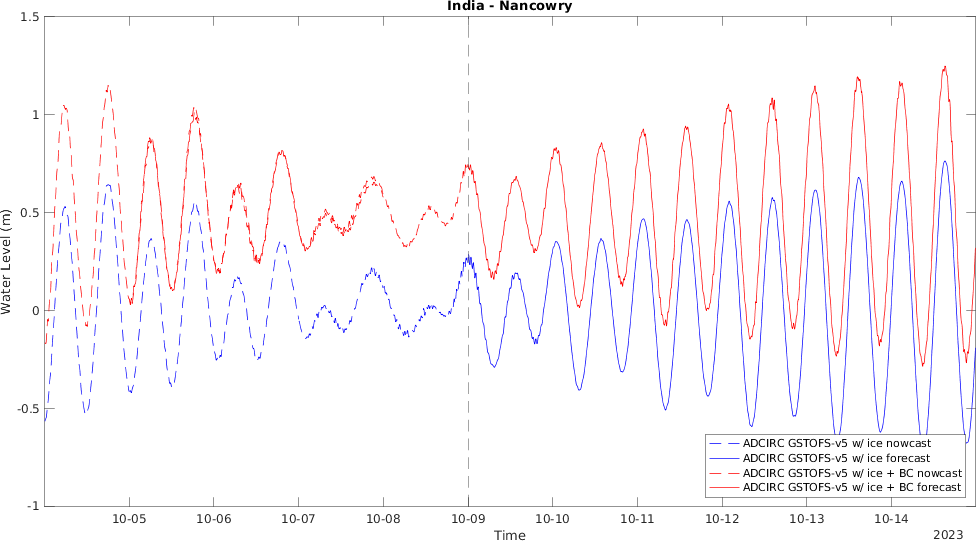 India - Nancowry
1.5
1
0.5
0
-0.5
-1
Water Level (m)
10-05 10-06 10-07 10-08 10-09 10-10 10-11 10-12 10-13 10-14
Time
2023
ADCIRC GSTOFS-v5 w/ ice nowcast
ADCIRC GSTOFS-v5 w/ ice forecast
ADCIRC GSTOFS-v5 w/ ice + BC nowcast
ADCIRC GSTOFS-v5 w/ ice + BC forecast